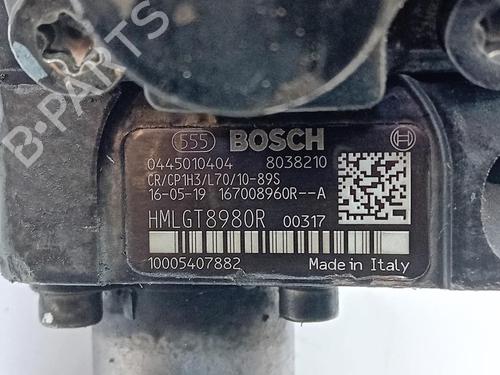 B-PARTS
555 BOSCH
0445010404 8038210
CR/CP1H3/L70/10-89S
16-05-19 167008960R--A
HMLGT8980R 00317
10005407882 Made in Italy